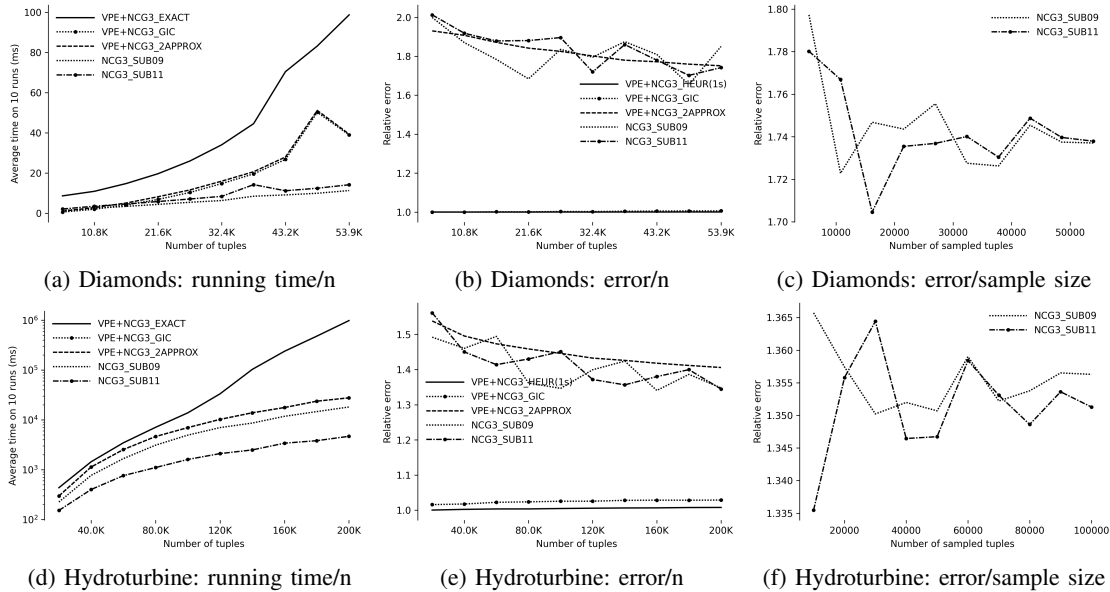 VPE+NCG3_EXACT
VPE+NCG3_GIC
VPE+NCG3_2APPROX
NCG3_SUB09
NCG3_SUB11
Average time on 10 runs (ms)
100
80
60
40
20
0
10.8K 21.6K 32.4K 43.2K 53.9K
Number of tuples
(a) Diamonds: running time/n
Relative error
2.0
1.8
1.6
1.4
1.2
1.0
VPE+NCG3_HEUR(1s)
VPE+NCG3_GIC
VPE+NCG3_2APPROX
NCG3_SUB09
NCG3_SUB11
10.8K 21.6K 32.4K 43.2K 53.9K
Number of tuples
(b) Diamonds: error/n
Relative error
1.80
1.78
1.76
1.74
1.72
1.70
NCG3_SUB09
NCG3_SUB11
10000 20000 30000 40000 50000
Number of sampled tuples
(c) Diamonds: error/sample size
VPE+NCG3_EXACT
VPE+NCG3_GIC
VPE+NCG3_2APPROX
NCG3_SUB09
NCG3_SUB11
Average time on 10 runs (ms)
10⁶
10⁵
10⁴
10³
10²
40.0K 80.0K 120K 160K 200K
Number of tuples
(d) Hydroturbine: running time/n
Relative error
1.5
1.4
1.3
1.2
1.1
1.0
VPE+NCG3_HEUR(1s)
VPE+NCG3_GIC
VPE+NCG3_2APPROX
NCG3_SUB09
NCG3_SUB11
40.0K 80.0K 120K 160K 200K
Number of tuples
(e) Hydroturbine: error/n
Relative error
1.365
1.360
1.355
1.350
1.345
1.340
1.335
NCG3_SUB09
NCG3_SUB11
20000 40000 60000 80000 100000
Number of sampled tuples
(f) Hydroturbine: error/sample size